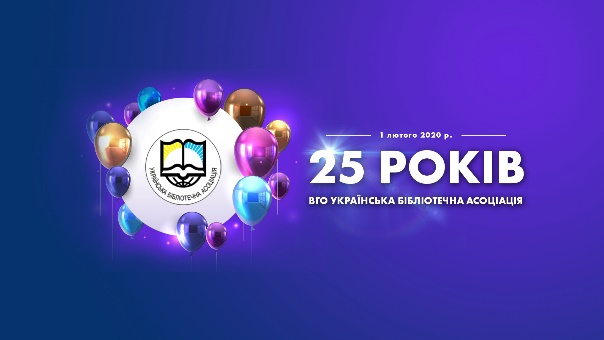 УКРАЇНСЬКА БІБЛІОТЕЧНА АСОЦІАЦІЯ
1 лютого 2020 р.
25 РОКІВ
ВГО УКРАЇНСЬКА БІБЛІОТЕЧНА АСОЦІАЦІЯ